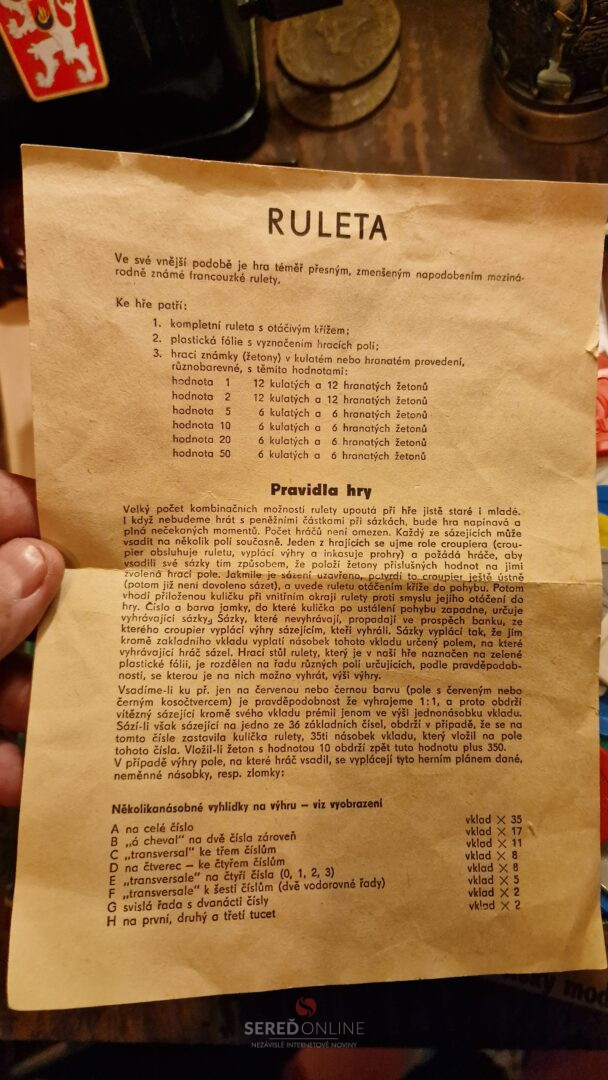 RULETA
Ve své vnější podobě je hra téměř přesným, zmenšeným napodobením meziná-
rodně známé francouzké rulety.
Ke hře patří:
1. kompletní ruleta s otáčivým křížem;
2. plastická fólie s vyznačením hracích polí;
3. hrací známky (žetony) v kulatém nebo hranatém provedení,
různobarevné, s těmito hodnotami:
hodnota 1 12 kulatých a 12 hranatých žetonů
hodnota 2 12 kulatých a 12 hranatých žetonů
hodnota 5 6 kulatých a 6 hranatých žetonů
hodnota 10 6 kulatých a 6 hranatých žetonů
hodnota 20 6 kulatých a 6 hranatých žetonů
hodnota 50 6 kulatých a 6 hranatých žetonů
Pravidla hry
Velký počet kombinačních možností rulety upoutá při hře jistě staré i mladé.
I když nebudeme hrát s peněžními částkami při sázkách, bude hra napínavá a
plná nečekaných momentů. Počet hráčů není omezen. Každý ze sázejících může
vsadit na několik polí současně. Jeden z hrajících se ujme role croupiera (crou-
pier obsluhuje ruletu, vyplácí výhry a inkasuje prohry) a požádá hráče, aby
vsadili své sázky tím způsobem, že položí žetony příslušných hodnot na jimi
zvolená hrací pole. Jakmile je sázení uzavřeno, potvrdí to croupier ještě ústně
(potom již není dovoleno sázet), a uvede ruletu otáčením kříže do pohybu. Potom
vhodí přiloženou kuličku při vnitřním okraji rulety proti smyslu jejího otáčení do
hry. Číslo a barva jamky, do které kulička po ustálení pohybu zapadne, určuje
vyhrávající sázky. Sázky, které nevyhrávají, propadají ve prospěch banku, ze
kterého croupier vyplatí výhry sázejícím, kteří vyhráli. Sázky vyplatí tak, že jim
kromě základního vkladu vyplatí násobek tohoto vkladu určený polem, na které
vyhrávající hráč sázel. Hrací stůl rulety, který je v naší hře naznačen na zelené
plastické fólii, je rozdělen na řadu různých polí určujících, podle pravděpodob-
nosti, se kterou je na nich možno vyhrát, výši výhry.
Vsadíme-li ku př. jen na červenou nebo černou barvu (pole s červeným nebo
černým kosočtvercem) je pravděpodobnost že vyhrajeme 1:1, a proto obdrží
vítězný sázející kromě svého vkladu prémii jenom ve výši jednonásobku vkladu.
Sází-li však sázející na jedno ze 36 základních čísel, obdrží v případě, že se na
tomto čísle zastavila kulička rulety, 35ti násobek vkladu, který vložil na pole
tohoto čísla. Vložil-li žeton s hodnotou 10 obdrží zpět tuto hodnotu plus 350.
V případě výhry pole, na které hráč vsadil, se vyplácejí tyto herním plánem dané,
neměnné násobky, resp. zlomky:
Několikanásobné vyhlídky na výhru – viz vyobrazení
A na celé číslo vklad × 35
B „á cheval" na dvě čísla zároveň vklad × 17
C „transversal" ke třem číslům vklad × 11
D na čtverec – ke čtyřem číslům vklad × 8
E „transversale" na čtyři čísla (0, 1, 2, 3) vklad × 8
F „transversale" k šesti číslům (dvě vodorovné řady) vklad × 5
G svislá řada s dvanácti čísly vklad × 2
H na první, druhý a třetí tucet vklad × 2
SEREĎONLINE
NEZÁVISLÉ INTERNETOVÉ NOVINY